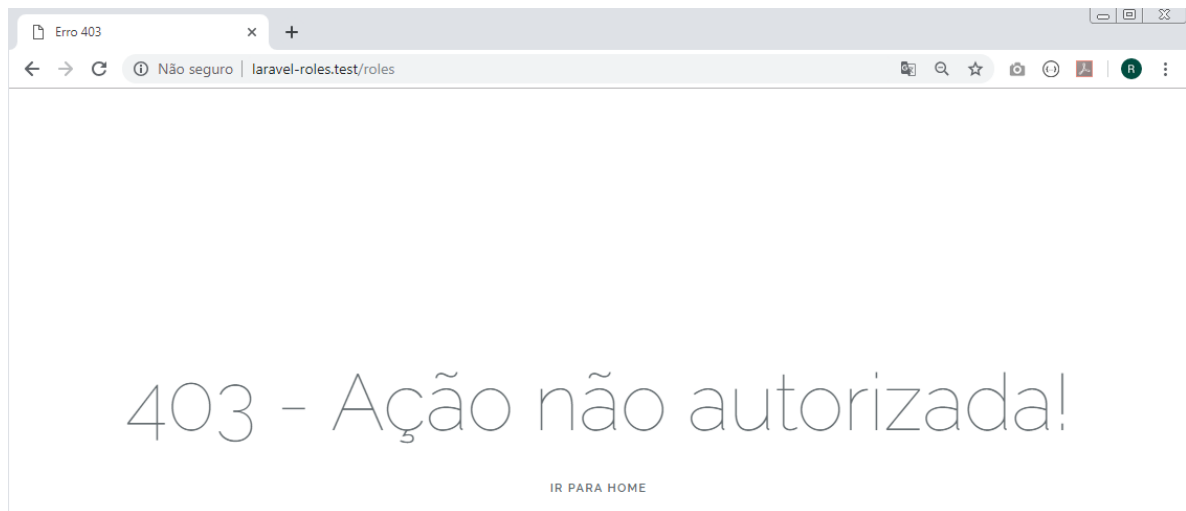 Erro 403
Não seguro | laravel-roles.test/roles
R
403 - Ação não autorizada!
IR PARA HOME